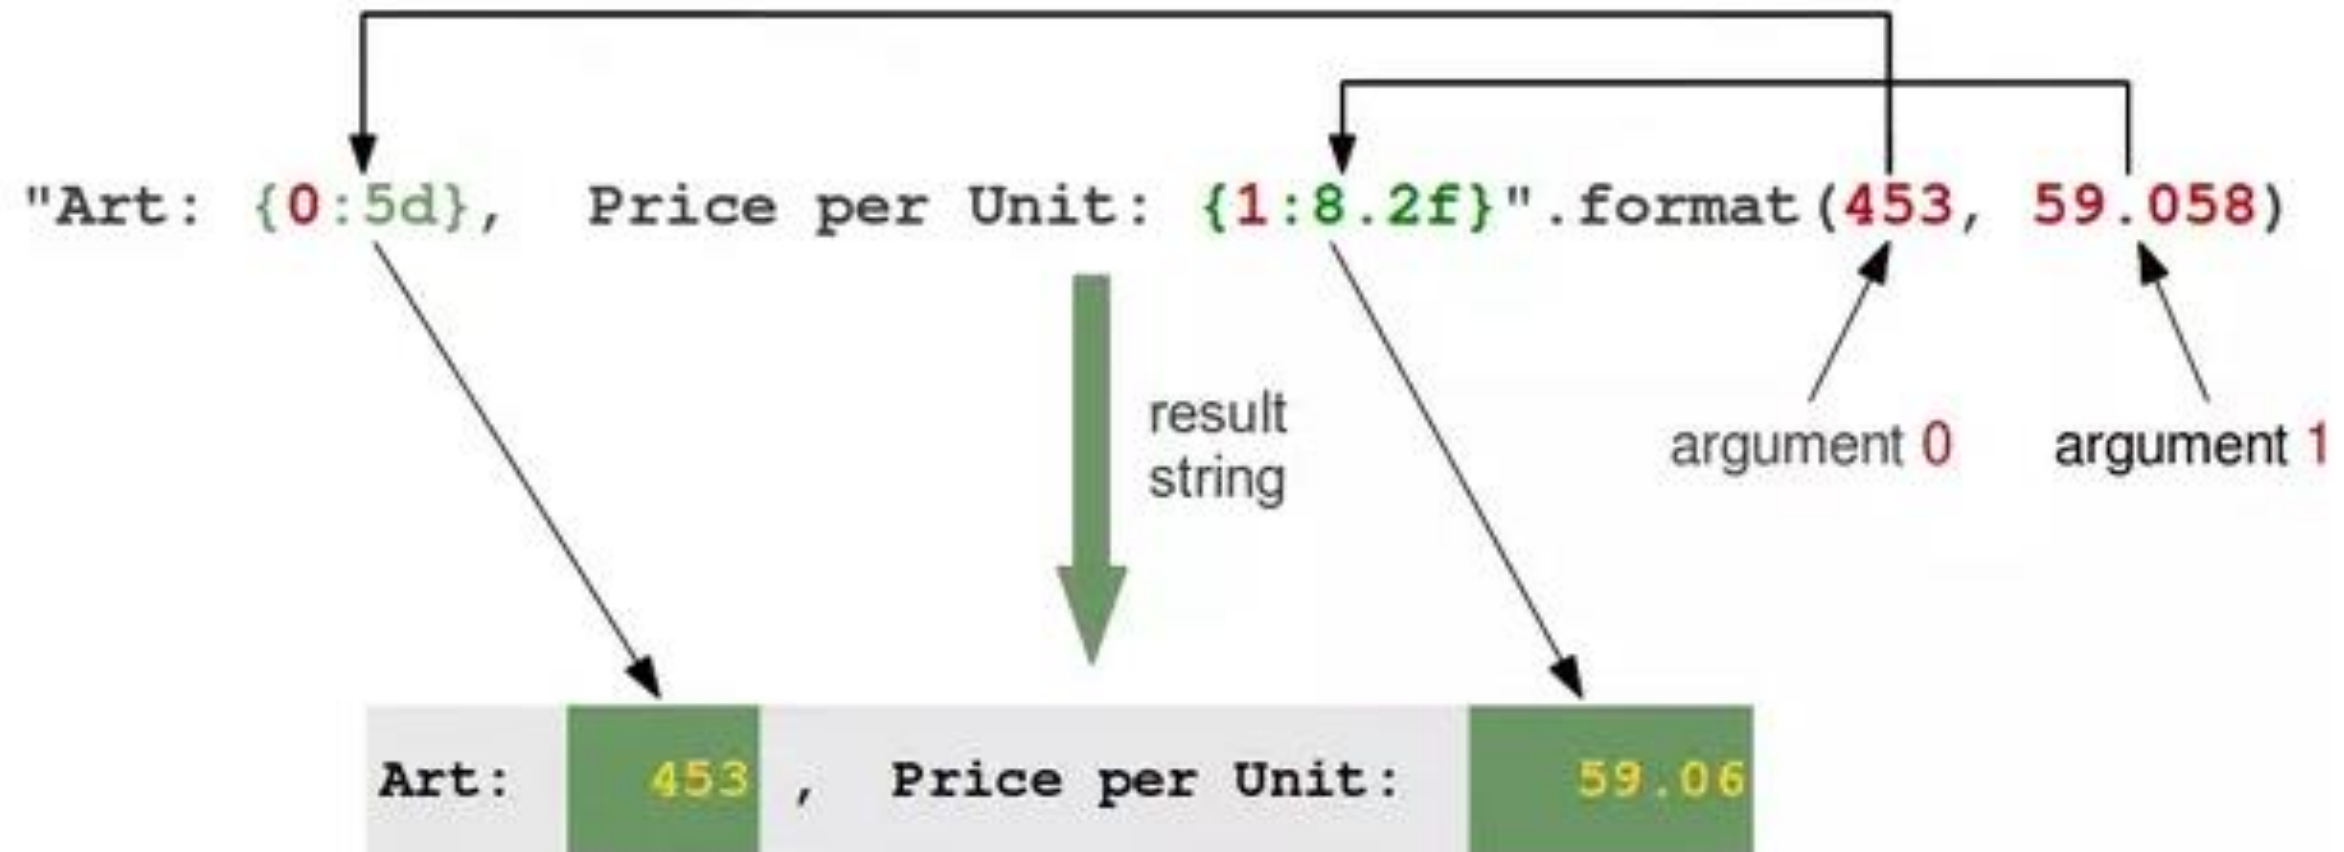 "Art: {0:5d},  Price per Unit: {1:8.2f}".format(453, 59.058)
result
string
argument 0
argument 1
Art:   453 ,  Price per Unit:    59.06